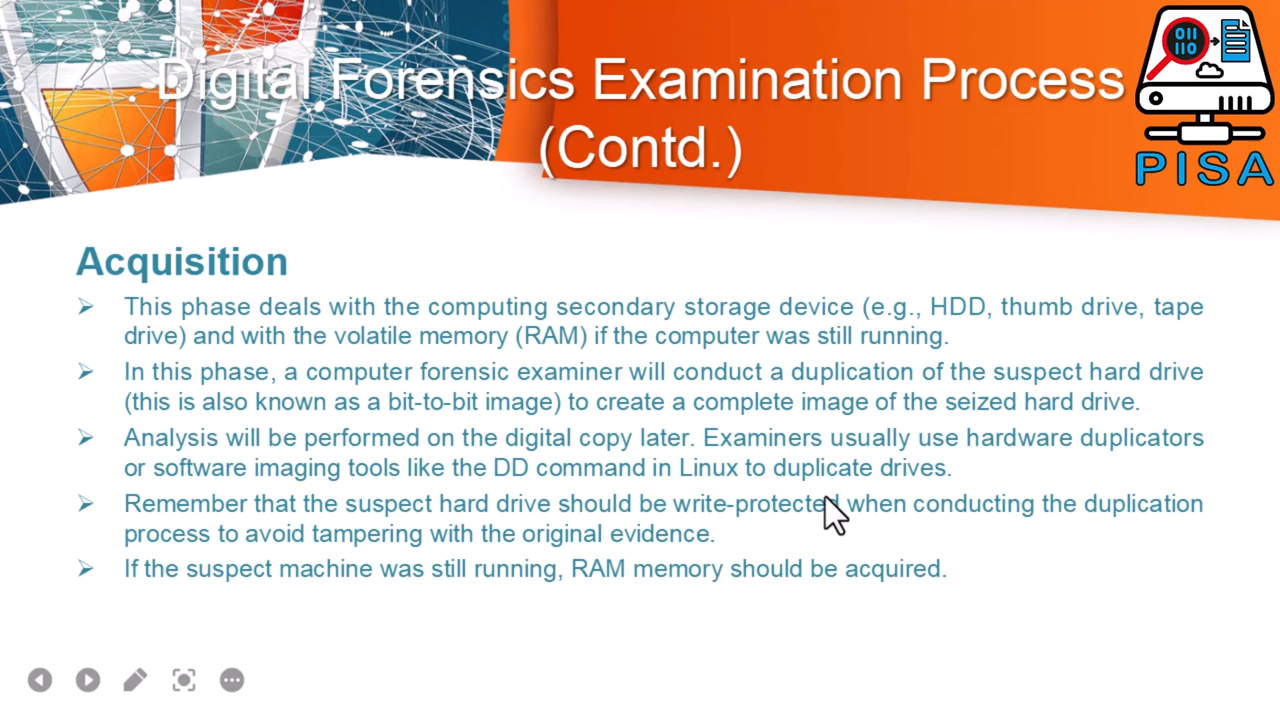 Digital Forensics Examination Process
(Contd.)
011
110
PISA
Acquisition
This phase deals with the computing secondary storage device (e.g., HDD, thumb drive, tape
drive) and with the volatile memory (RAM) if the computer was still running.
In this phase, a computer forensic examiner will conduct a duplication of the suspect hard drive
(this is also known as a bit-to-bit image) to create a complete image of the seized hard drive.
Analysis will be performed on the digital copy later. Examiners usually use hardware duplicators
or software imaging tools like the DD command in Linux to duplicate drives.
Remember that the suspect hard drive should be write-protected when conducting the duplication
process to avoid tampering with the original evidence.
If the suspect machine was still running, RAM memory should be acquired.